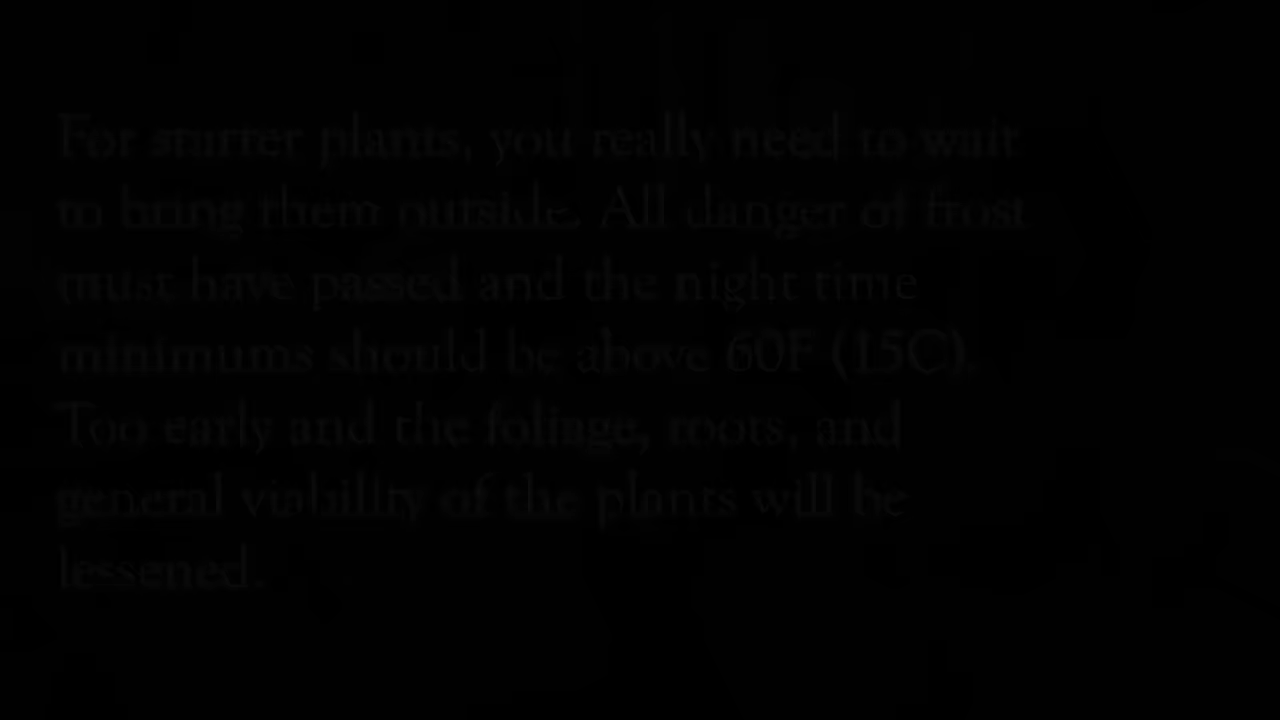 For starter plants, you really need to wait
to bring them outside. All danger of frost
must have passed and the night time
minimums should be above 60F (15C).
Too early and the foliage, roots, and
general viability of the plants will be
lessened.